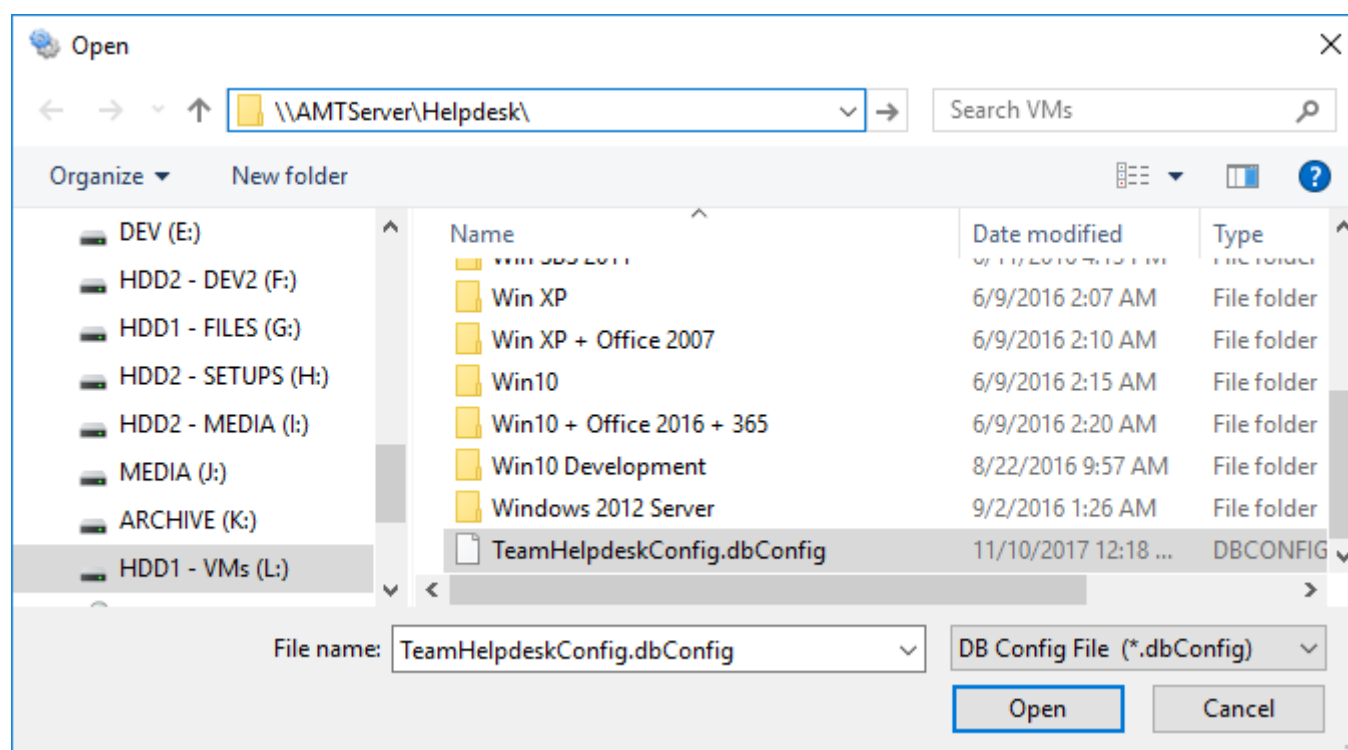 Open
\\AMTServer\Helpdesk\
Search VMs
Organize
New folder
?
DEV (E:)
HDD2 - DEV2 (F:)
HDD1 - FILES (G:)
HDD2 - SETUPS (H:)
HDD2 - MEDIA (I:)
MEDIA (J:)
ARCHIVE (K:)
HDD1 - VMs (L:)
Name Date modified Type
Win SBS 2011
Win XP 6/9/2016 2:07 AM File folder
Win XP + Office 2007 6/9/2016 2:10 AM File folder
Win10 6/9/2016 2:15 AM File folder
Win10 + Office 2016 + 365 6/9/2016 2:20 AM File folder
Win10 Development 8/22/2016 9:57 AM File folder
Windows 2012 Server 9/2/2016 1:26 AM File folder
TeamHelpdeskConfig.dbConfig 11/10/2017 12:18 ... DBCONFIG
File name: TeamHelpdeskConfig.dbConfig DB Config File (*.dbConfig)
Open Cancel